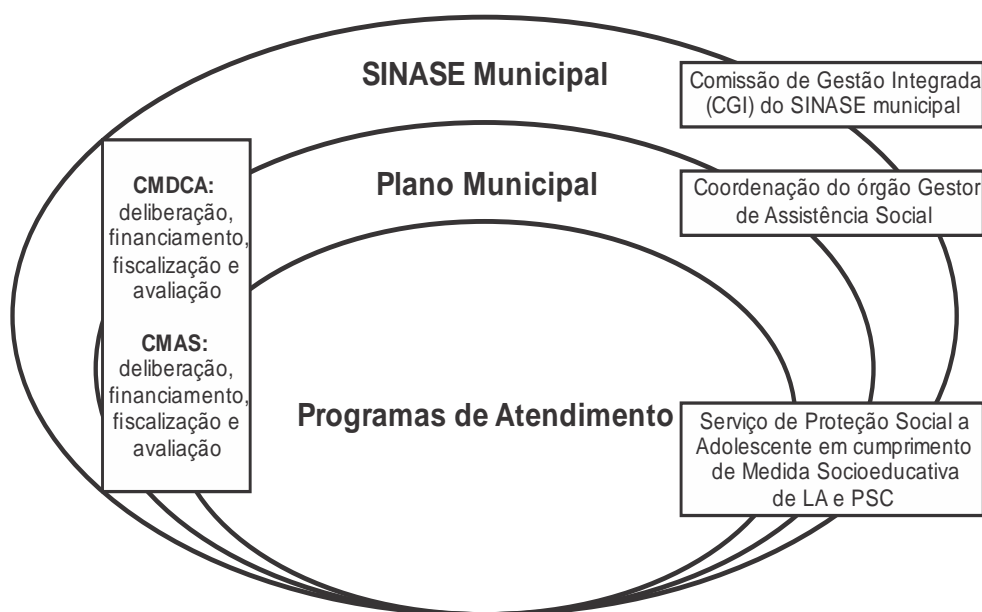 SINASE Municipal
Comissão de Gestão Integrada
(CGI) do SINASE municipal
CMDCA:
deliberação,
financiamento,
fiscalização e
avaliação
CMAS:
deliberação,
financiamento,
fiscalização e
avaliação
Plano Municipal
Coordenação do órgão Gestor
de Assistência Social
Programas de Atendimento
Serviço de Proteção Social a
Adolescente em cumprimento
de Medida Socioeducativa
de LA e PSC